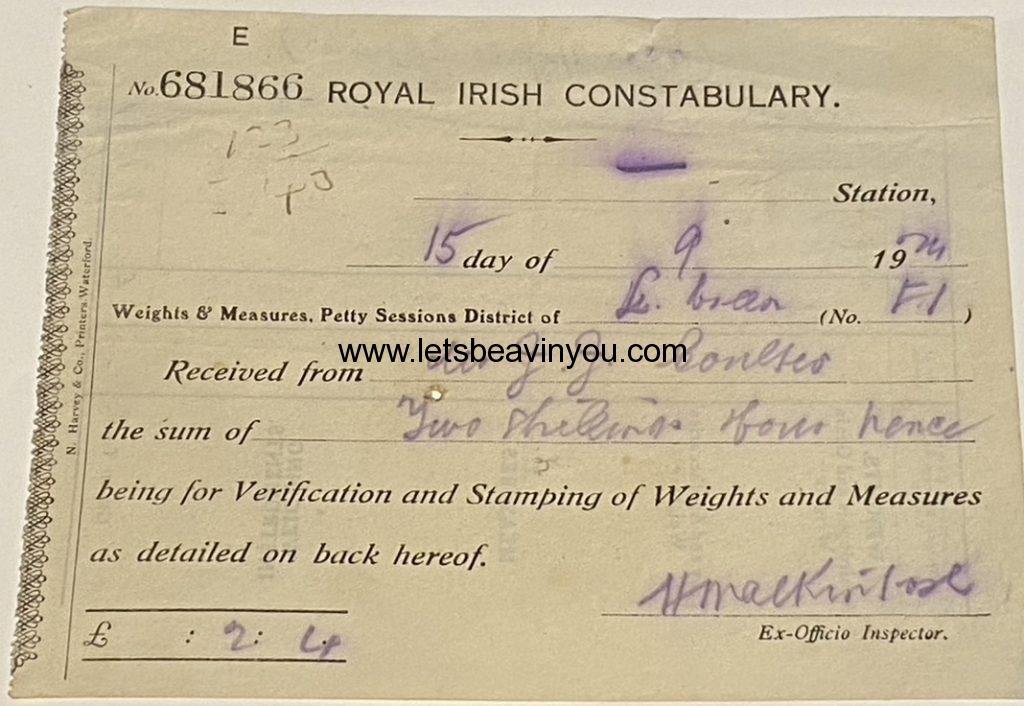 E
No. 681866 ROYAL IRISH CONSTABULARY.
Station,
15 day of 9 19
Weights & Measures, Petty Sessions District of (No. )
www.letsbeavinyou.com
Received from J. J.
the sum of Two shillings four pence
being for Verification and Stamping of Weights and Measures
as detailed on back hereof.
H MacKintosh
£ : 2 : 4
Ex-Officio Inspector.
N. Harvey & Co., Printers, Waterford.